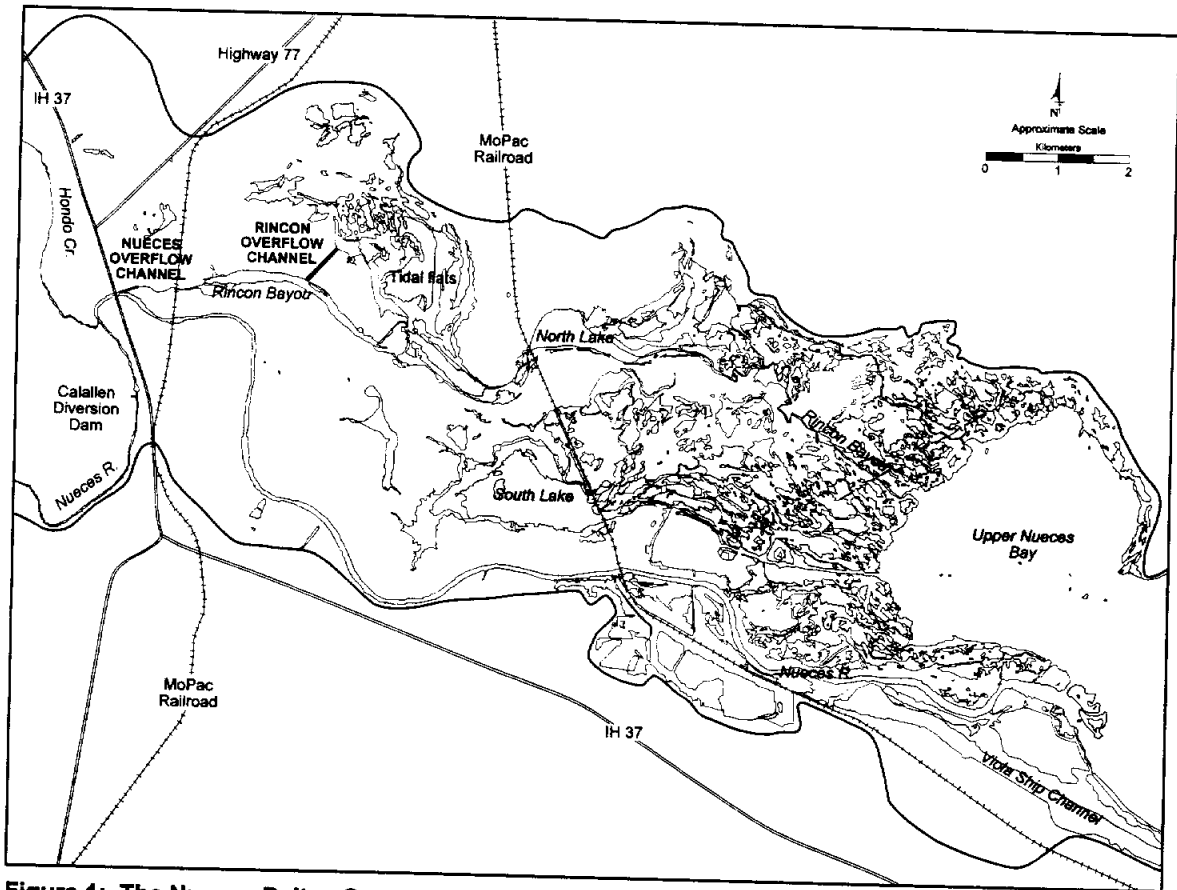 Highway 77
IH 37
N
Approximate Scale
Kilometers
0 1 2
MoPac
Railroad
Hondo Cr.
NUECES
OVERFLOW
CHANNEL
RINCON
OVERFLOW
CHANNEL
Tidal flats
Rincon Bayou
North Lake
Calallen
Diversion
Dam
Rincon Bayou
Nueces R.
South Lake
Upper Nueces
Bay
MoPac
Railroad
Nueces R.
IH 37
Viola Ship Channel
Figure 1: The Nueces Delta